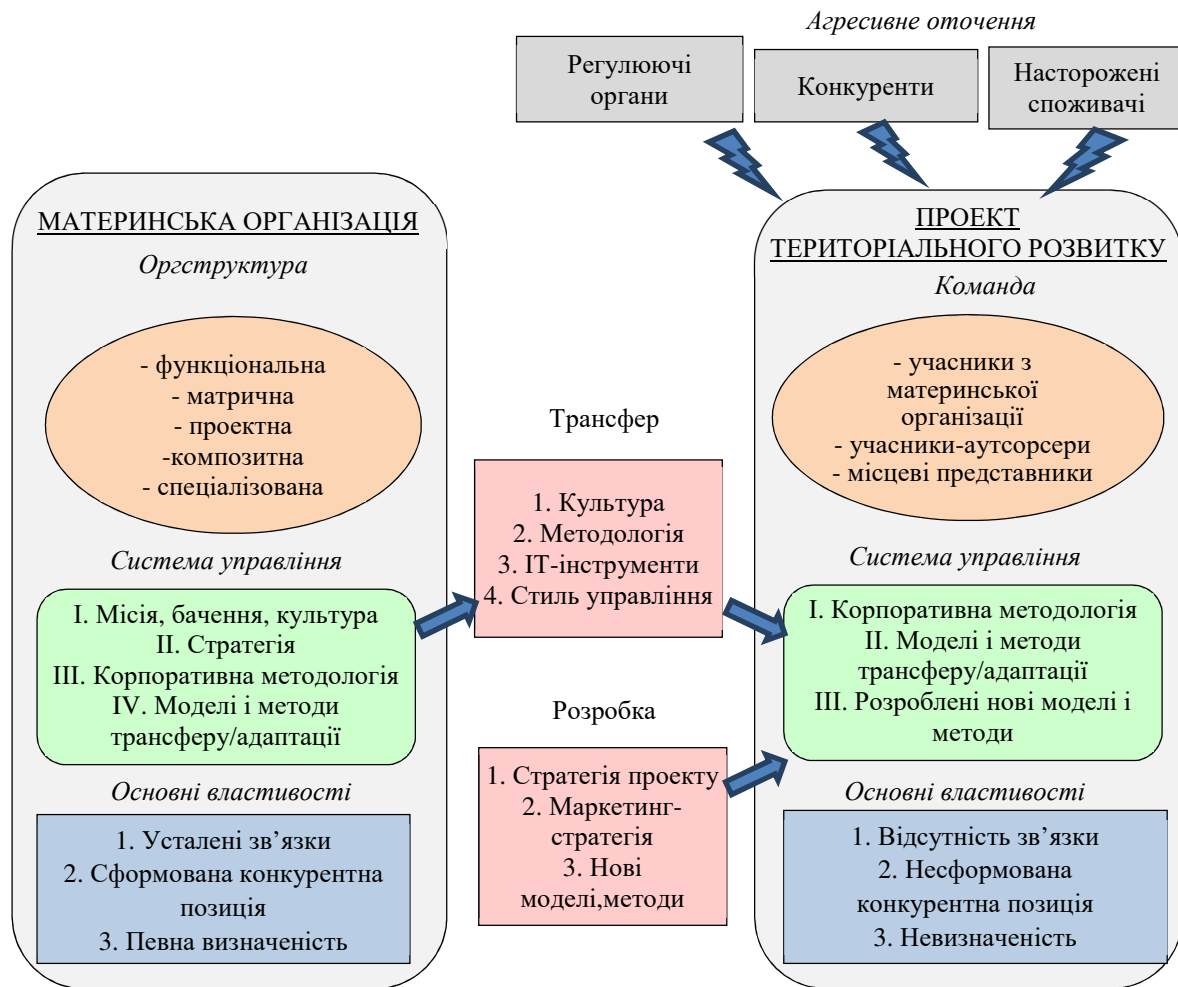 Агресивне оточення
Регулюючі
органи
Конкуренти
Насторожені
споживачі
МАТЕРИНСЬКА ОРГАНІЗАЦІЯ
Оргструктура
- функціональна
- матрична
- проектна
-композитна
- спеціалізована
Система управління
I. Місія, бачення, культура
II. Стратегія
III. Корпоративна методологія
IV. Моделі і методи
трансферу/адаптації
Основні властивості
1. Усталені зв’язки
2. Сформована конкурентна
позиція
3. Певна визначеність
Трансфер
1. Культура
2. Методологія
3. IT-інструменти
4. Стиль управління
Розробка
1. Стратегія проекту
2. Маркетинг-
стратегія
3. Нові
моделі,методи
ПРОЕКТ
ТЕРИТОРІАЛЬНОГО РОЗВИТКУ
Команда
- учасники з
материнської
організації
- учасники-аутсорсери
- місцеві представники
Система управління
I. Корпоративна методологія
II. Моделі і методи
трансферу/адаптації
III. Розроблені нові моделі і
методи
Основні властивості
1. Відсутність зв’язки
2. Несформована
конкурентна позиція
3. Невизначеність